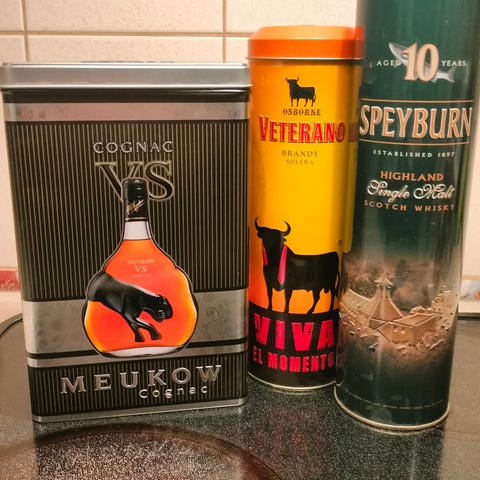 COGNAC
VS
MEUKOW
VS
COGNAC
MEUKOW
Cognac
OSBORNE
VETERANO
BRANDY
SOLERA
VIVA
EL MOMENTO
AGED 10 YEARS
SPEYBURN
ESTABLISHED 1897
HIGHLAND
Single Malt
SCOTCH WHISKY